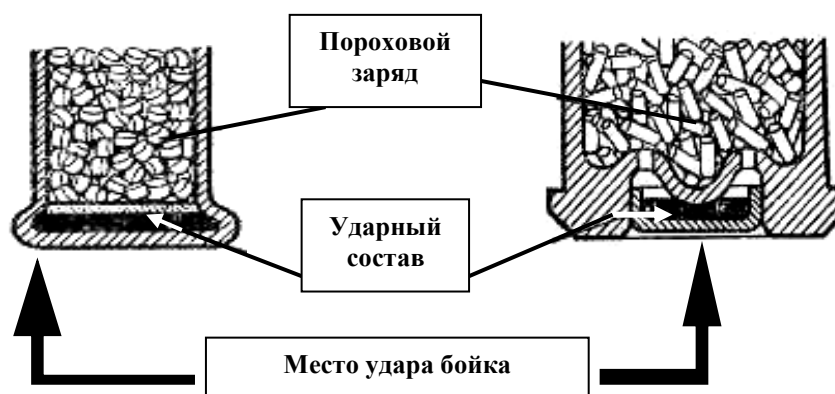 Пороховой
заряд
Ударный
состав
Место удара бойка